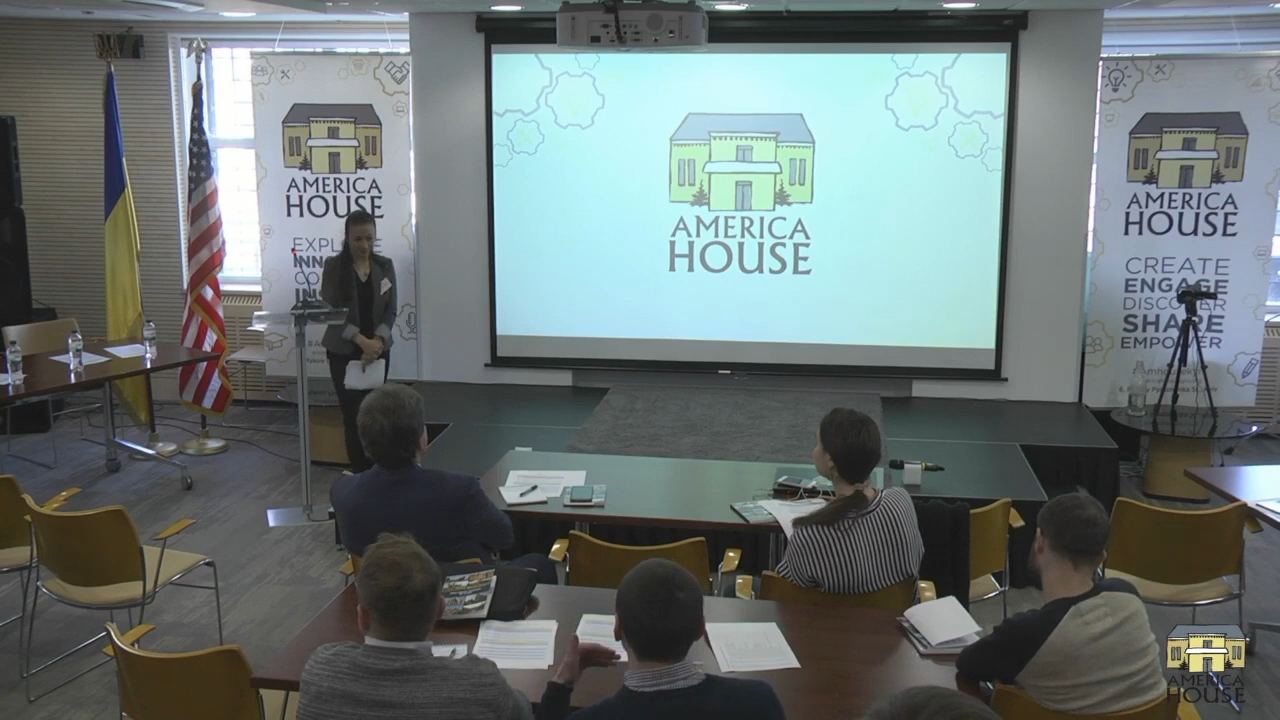 AMERICA
HOUSE
EXPLORE
AMERICA
HOUSE
AMERICA
HOUSE
CREATE
ENGAGE
DISCOVER
SHARE
EMPOWER
AMERICA
HOUSE